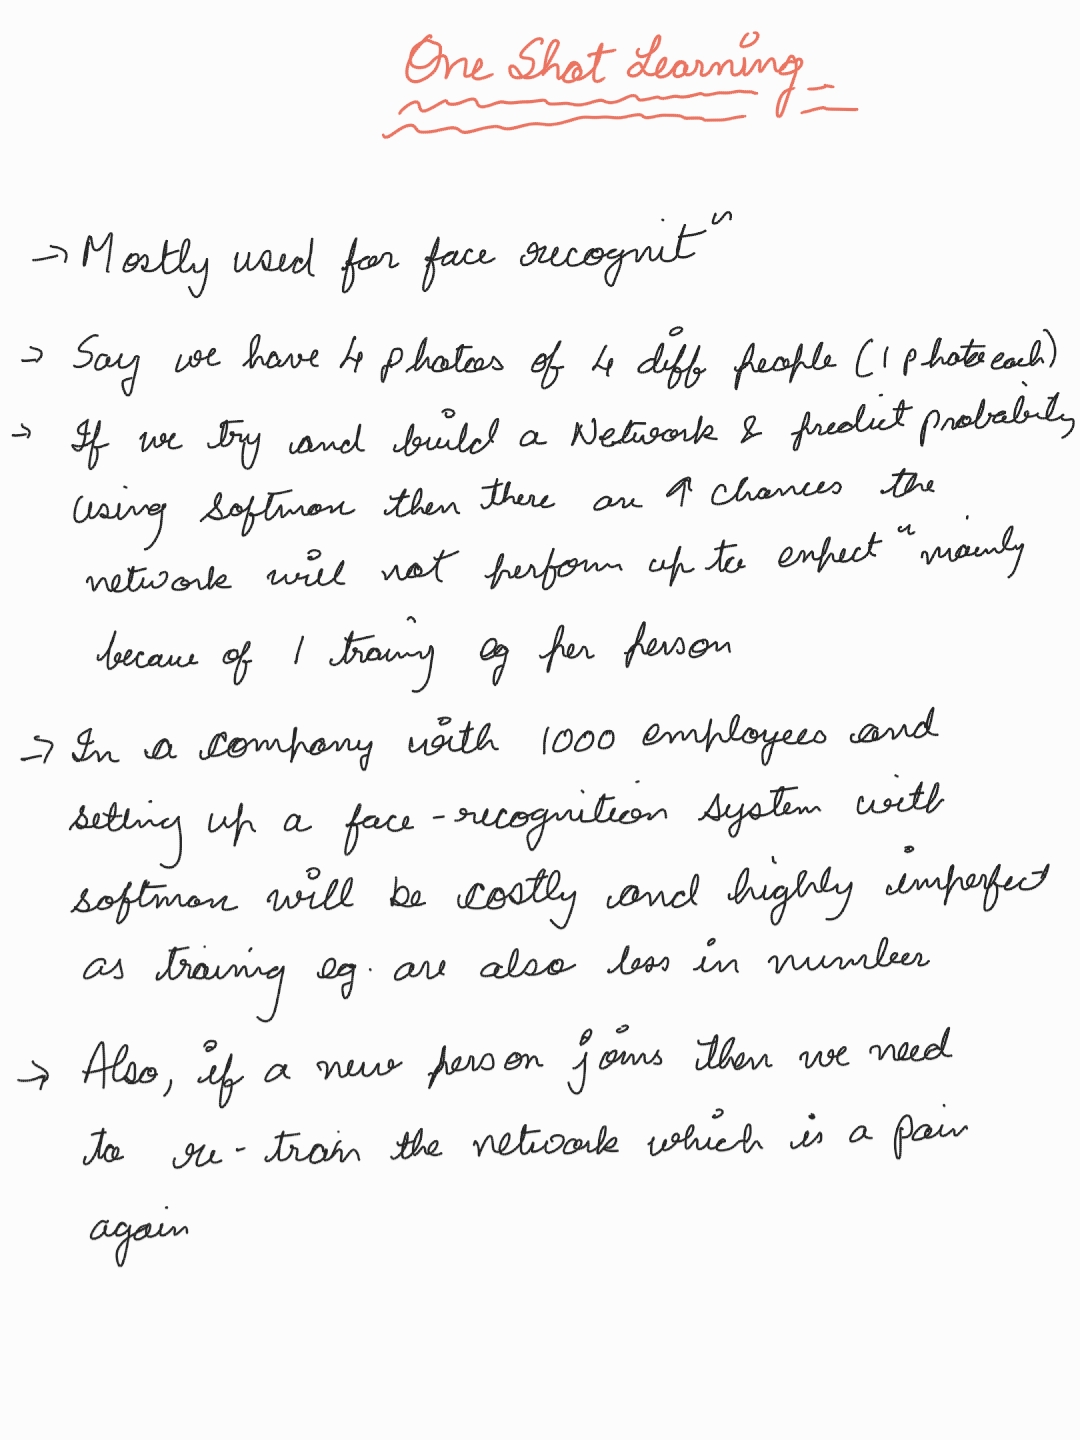 One Shot Learning
→ Mostly used for face recognitⁿ
→ Say we have 4 photos of 4 diff people (1 photo each)
→ If we try and build a Network & predict probability
using Softmax then there are ↑ chances the
network will not perform up to expectⁿ mainly
because of 1 training eg per person
→ In a company with 1000 employees and
setting up a face-recognition system with
softmax will be costly and highly imperfect
as training eg. are also less in number
→ Also, if a new person joins then we need
to re-train the network which is a pain
again